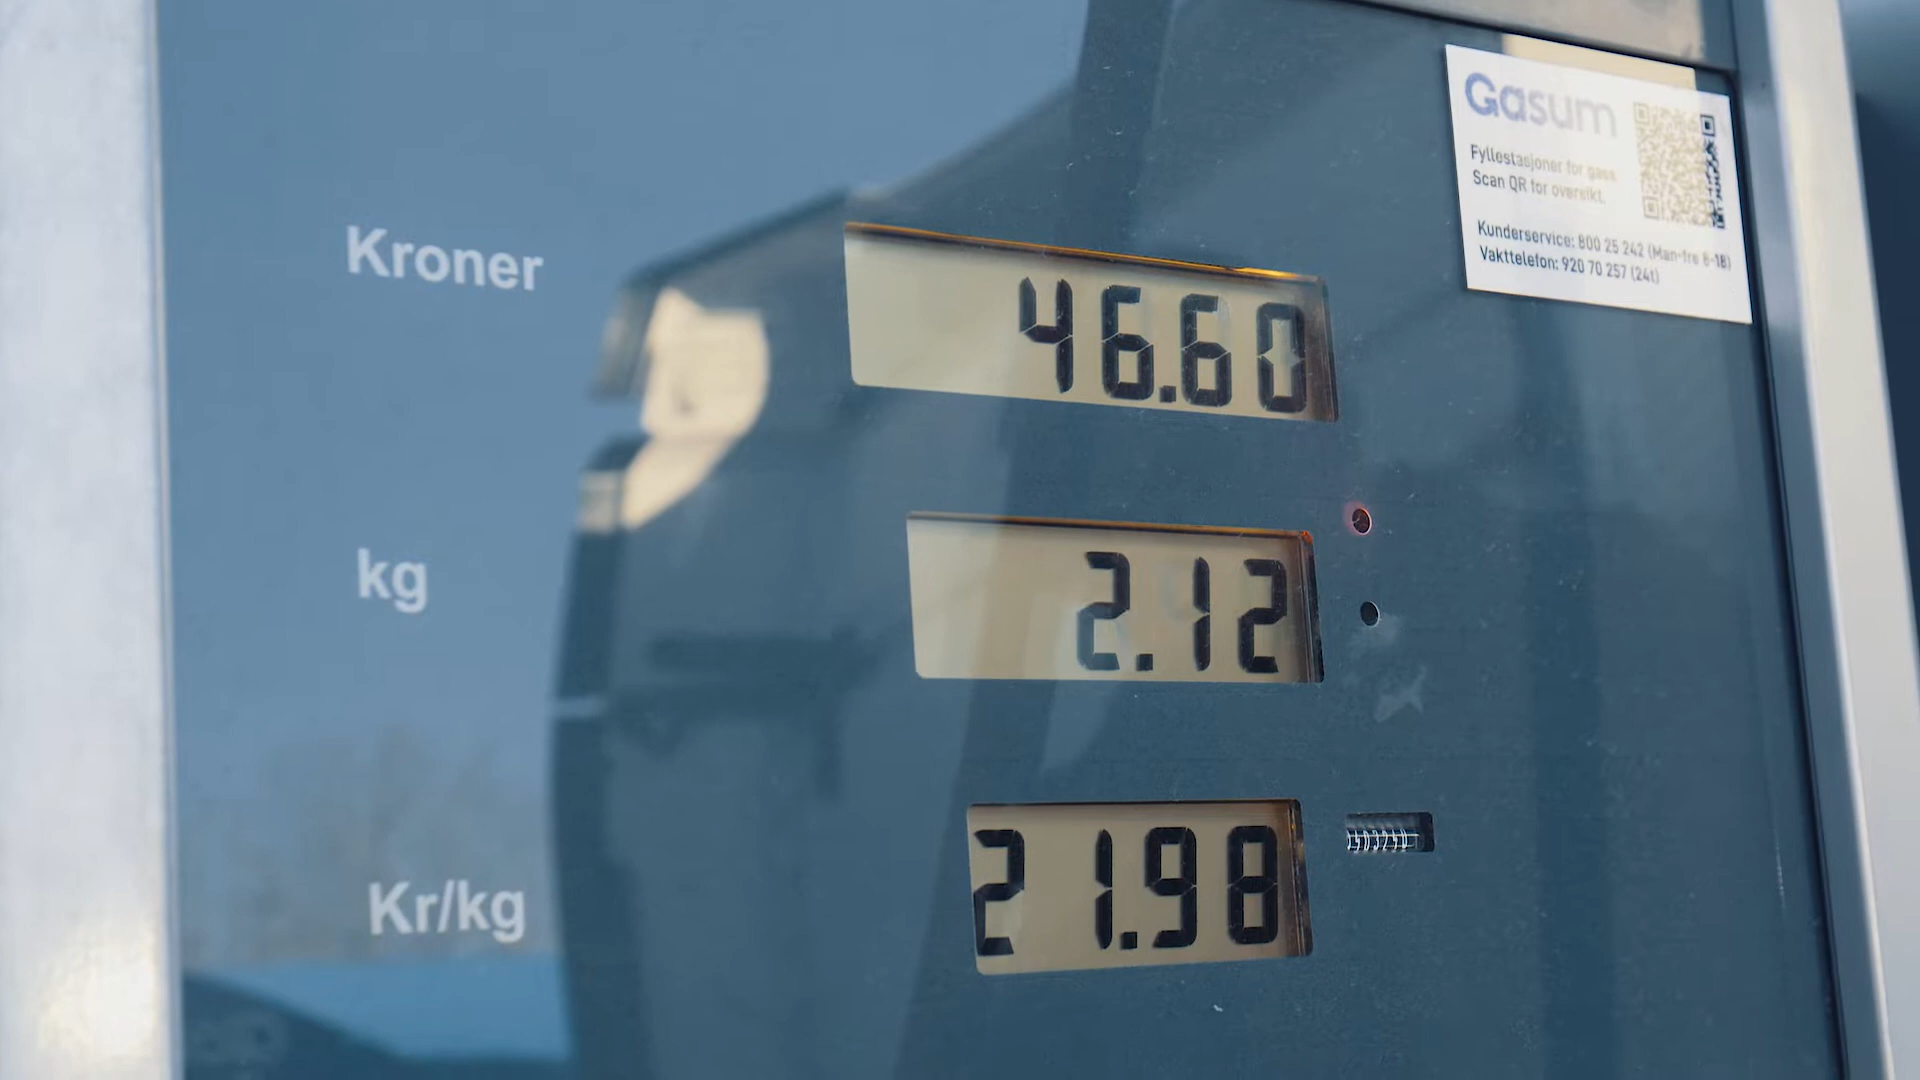 Gasum
Fyllestasjoner for gass
Scan QR for oversikt.
Kunderservice: 800 25 242 (Man-fre 8-18)
Vakttelefon: 920 70 257 (24t)
Kroner
46.60
kg
2.12
Kr/kg
21.98